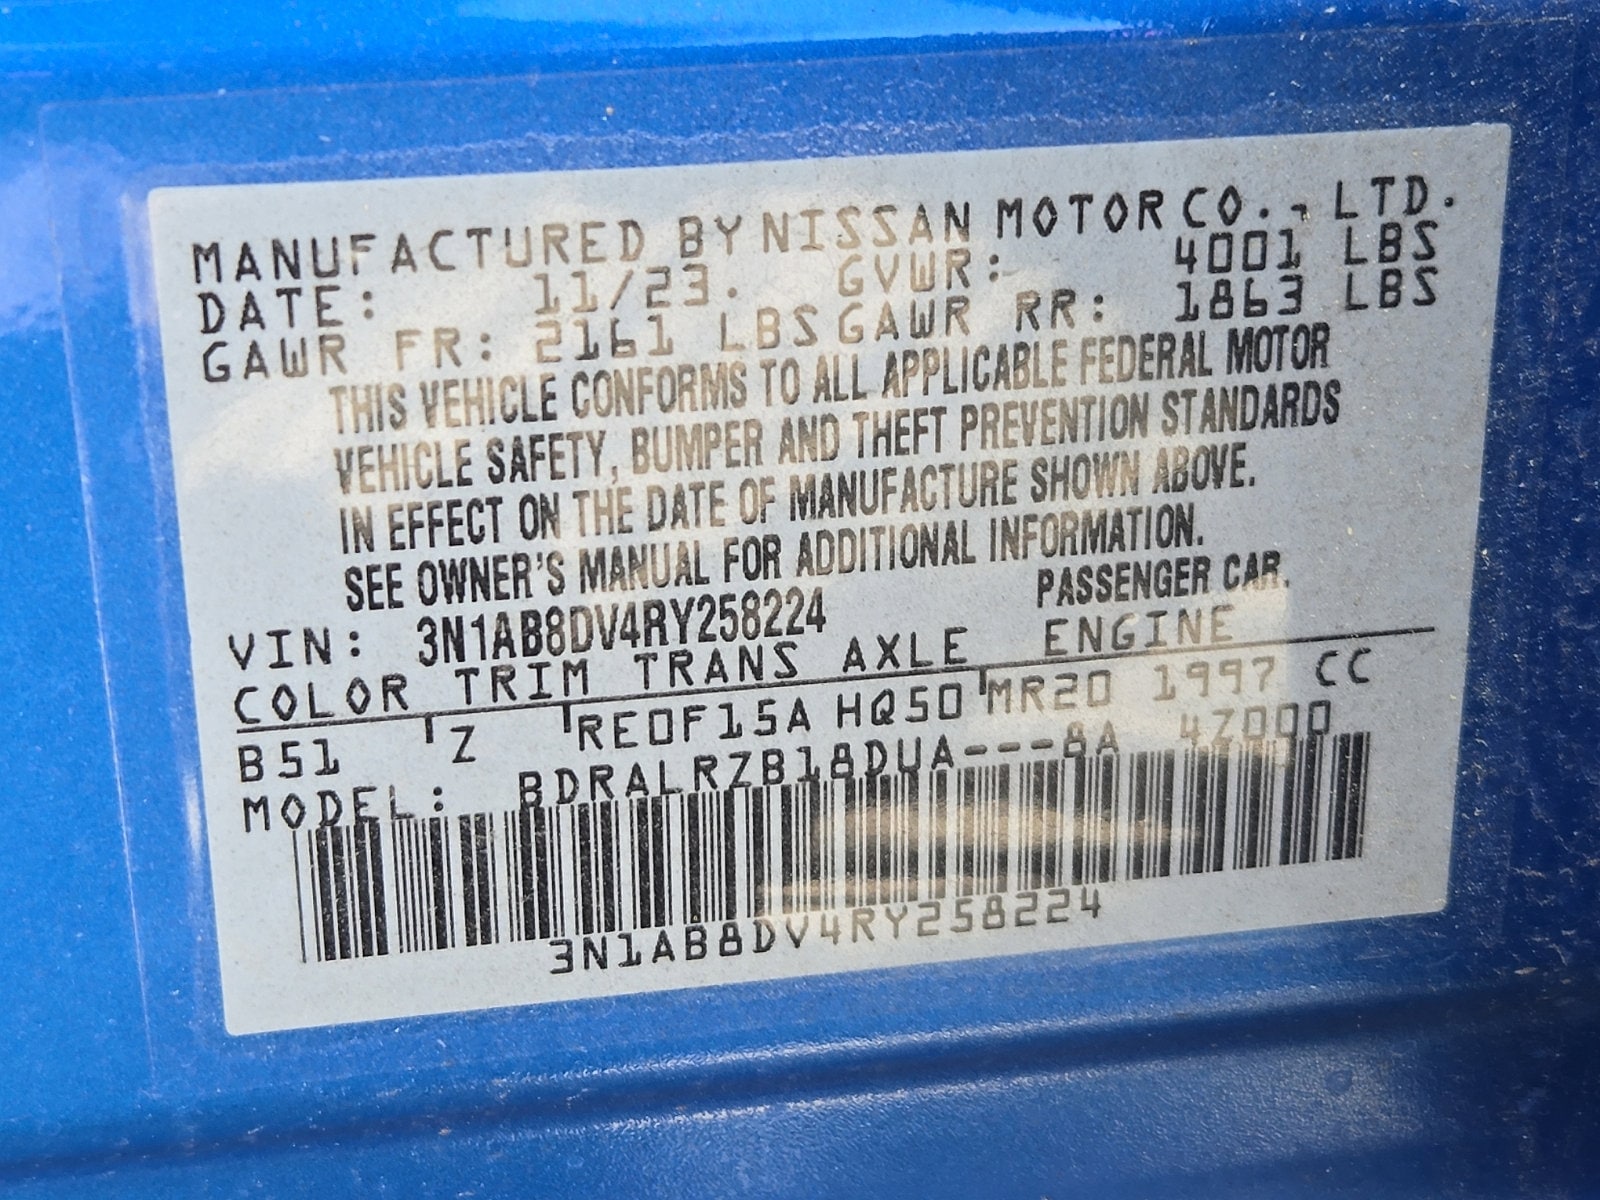 MANUFACTURED BY NISSAN MOTOR CO., LTD.
DATE: 11/23. GVWR: 4001 LBS
GAWR FR: 2161 LBS GAWR RR: 1863 LBS
THIS VEHICLE CONFORMS TO ALL APPLICABLE FEDERAL MOTOR
VEHICLE SAFETY, BUMPER AND THEFT PREVENTION STANDARDS
IN EFFECT ON THE DATE OF MANUFACTURE SHOWN ABOVE.
SEE OWNER'S MANUAL FOR ADDITIONAL INFORMATION.
VIN: 3N1AB8DV4RY258224 PASSENGER CAR.
COLOR TRIM TRANS AXLE ENGINE
B51 Z RE0F15A HQ50 MR20 1997 CC
MODEL: BDRALRZB18DUA---8A 4Z000
3N1AB8DV4RY258224